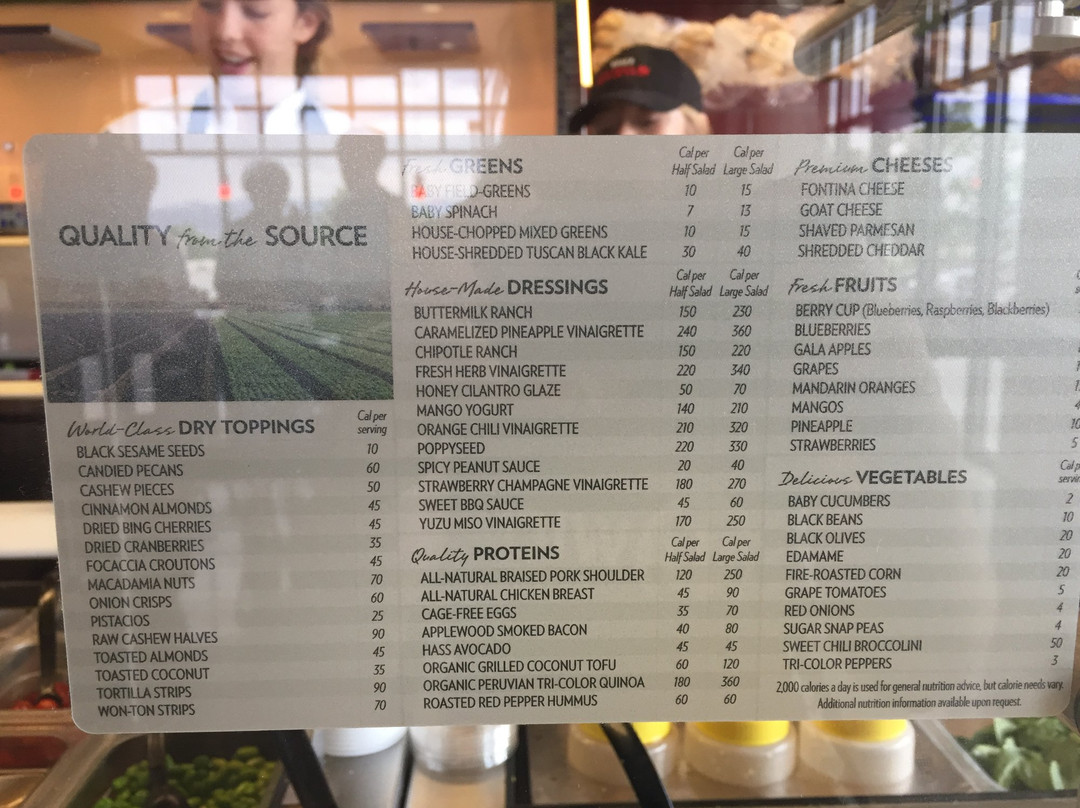 QUALITY from the SOURCE
World-Class DRY TOPPINGS Cal per serving
BLACK SESAME SEEDS 10
CANDIED PECANS 60
CASHEW PIECES 50
CINNAMON ALMONDS 45
DRIED BING CHERRIES 45
DRIED CRANBERRIES 35
FOCACCIA CROUTONS 45
MACADAMIA NUTS 70
ONION CRISPS 60
PISTACIOS 25
RAW CASHEW HALVES 90
TOASTED ALMONDS 45
TOASTED COCONUT 35
TORTILLA STRIPS 90
WON-TON STRIPS 70
Fresh GREENS Cal per Half Salad Cal per Large Salad
BABY FIELD-GREENS 10 15
BABY SPINACH 7 13
HOUSE-CHOPPED MIXED GREENS 10 15
HOUSE-SHREDDED TUSCAN BLACK KALE 30 40
House-Made DRESSINGS Cal per Half Salad Cal per Large Salad
BUTTERMILK RANCH 150 230
CARAMELIZED PINEAPPLE VINAIGRETTE 240 360
CHIPOTLE RANCH 150 220
FRESH HERB VINAIGRETTE 220 340
HONEY CILANTRO GLAZE 50 70
MANGO YOGURT 140 210
ORANGE CHILI VINAIGRETTE 210 320
POPPYSEED 220 330
SPICY PEANUT SAUCE 20 40
STRAWBERRY CHAMPAGNE VINAIGRETTE 180 270
SWEET BBQ SAUCE 45 60
YUZU MISO VINAIGRETTE 170 250
Quality PROTEINS Cal per Half Salad Cal per Large Salad
ALL-NATURAL BRAISED PORK SHOULDER 120 250
ALL-NATURAL CHICKEN BREAST 45 90
CAGE-FREE EGGS 35 70
APPLEWOOD SMOKED BACON 40 80
HASS AVOCADO 45 45
ORGANIC GRILLED COCONUT TOFU 60 120
ORGANIC PERUVIAN TRI-COLOR QUINOA 180 360
ROASTED RED PEPPER HUMMUS 60 60
Premium CHEESES
FONTINA CHEESE
GOAT CHEESE
SHAVED PARMESAN
SHREDDED CHEDDAR
Fresh FRUITS
BERRY CUP (Blueberries, Raspberries, Blackberries)
BLUEBERRIES
GALA APPLES
GRAPES
MANDARIN ORANGES
MANGOS
PINEAPPLE
STRAWBERRIES
Delicious VEGETABLES
BABY CUCUMBERS 2
BLACK BEANS 10
BLACK OLIVES 20
EDAMAME 20
FIRE-ROASTED CORN 20
GRAPE TOMATOES 5
RED ONIONS 4
SUGAR SNAP PEAS 4
SWEET CHILI BROCCOLINI 50
TRI-COLOR PEPPERS 3
2,000 calories a day is used for general nutrition advice, but calorie needs vary.
Additional nutrition information available upon request.